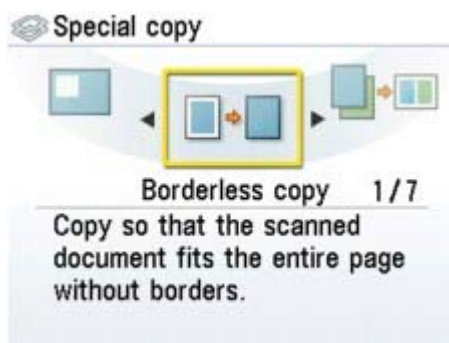 Special copy
Borderless copy 1/7
Copy so that the scanned
document fits the entire page
without borders.